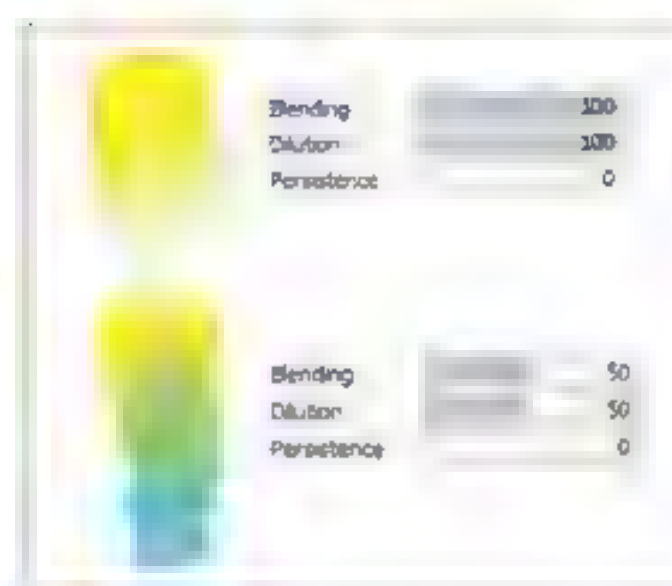 Blending 100
Dilution 100
Persistence 0
Blending 50
Dilution 50
Persistence 0